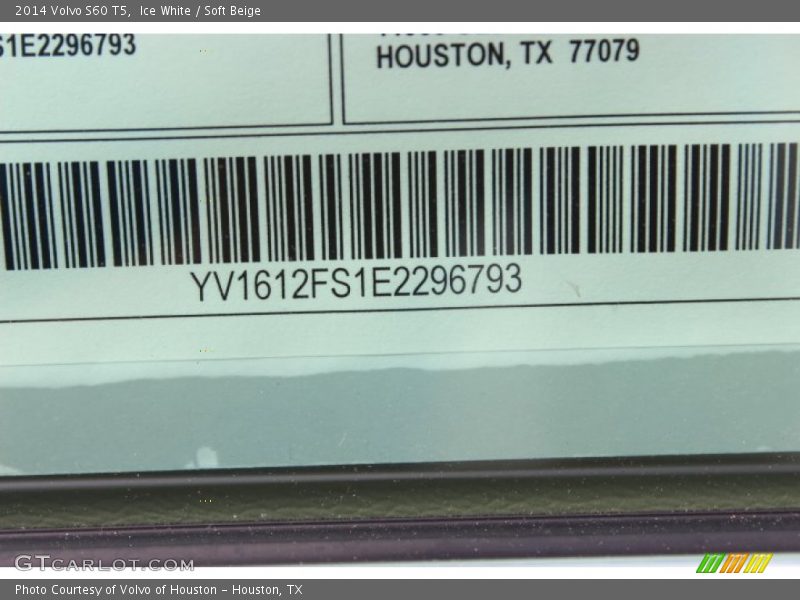 2014 Volvo S60 T5, Ice White / Soft Beige
S1E2296793
HOUSTON, TX 77079
YV1612FS1E2296793
GTCARLOT.COM
Photo Courtesy of Volvo of Houston - Houston, TX